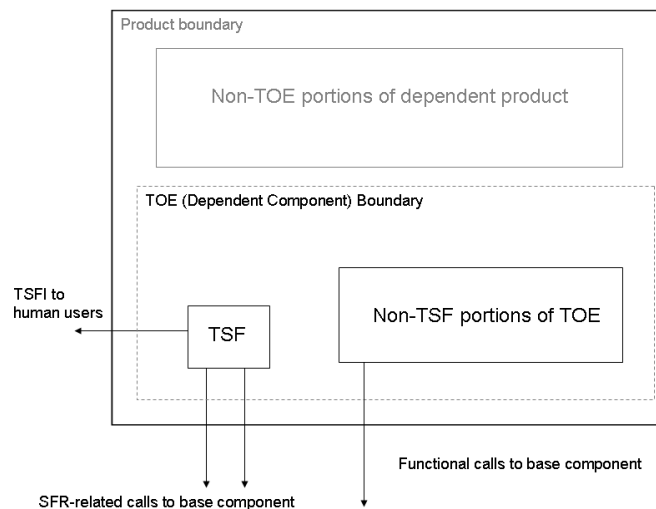 Product boundary
Non-TOE portions of dependent product
TOE (Dependent Component) Boundary
TSFI to
human users
TSF
Non-TSF portions of TOE
Functional calls to base component
SFR-related calls to base component